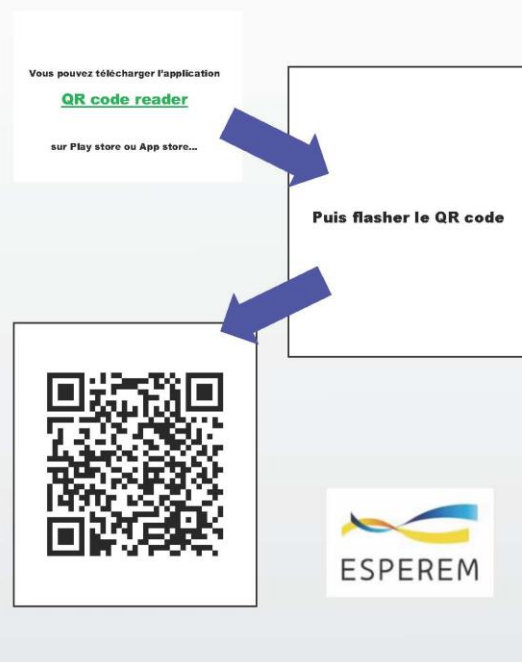 Vous pouvez télécharger l'application
QR code reader
sur Play store ou App store...
Puis flasher le QR code
ESPEREM